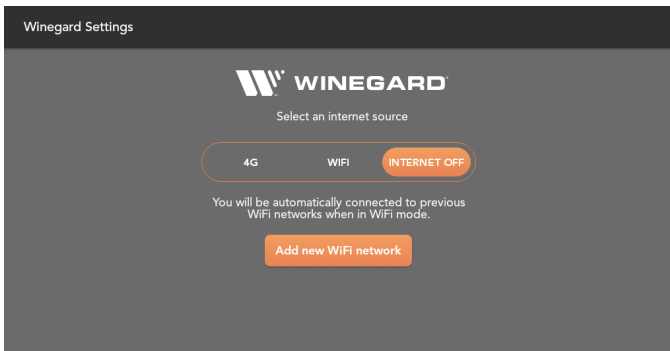 Winegard Settings
WINEGARD
Select an internet source
4G WIFI INTERNET OFF
You will be automatically connected to previous
WiFi networks when in WiFi mode.
Add new WiFi network